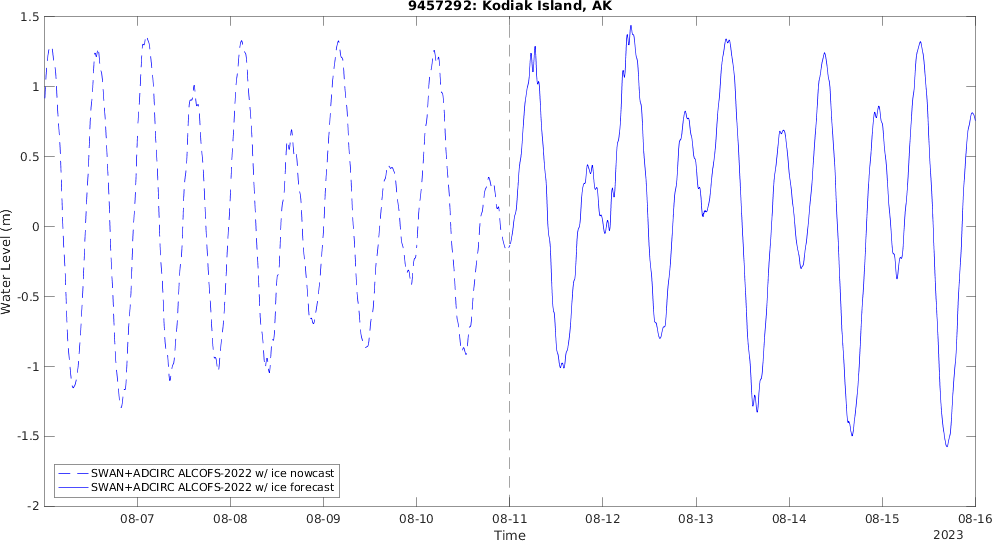 9457292: Kodiak Island, AK
Water Level (m)
1.5
1
0.5
0
-0.5
-1
-1.5
-2
SWAN+ADCIRC ALCOFS-2022 w/ ice nowcast
SWAN+ADCIRC ALCOFS-2022 w/ ice forecast
08-07 08-08 08-09 08-10 08-11 08-12 08-13 08-14 08-15 08-16
Time
2023